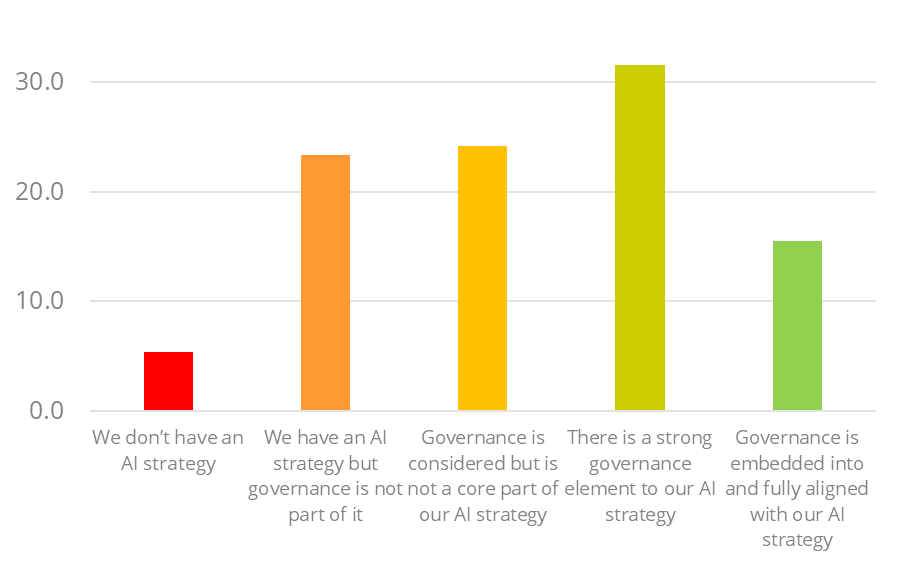 30.0
20.0
10.0
0.0
We don’t have an
AI strategy
We have an AI
strategy but
governance is not
part of it
Governance is
considered but is
not a core part of
our AI strategy
There is a strong
governance
element to our AI
strategy
Governance is
embedded into
and fully aligned
with our AI
strategy